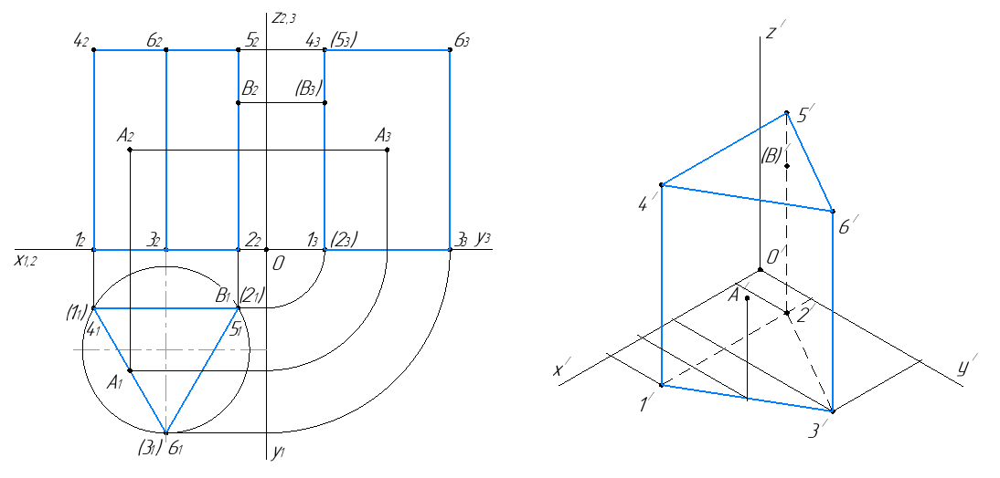 z2,3
42 62 52 43 (53) 63
B2 (B3)
A2 A3
12 32 22 13 (23) 33 y3
x1,2 O
(11) B1 (21)
41 51
A1
(31) 61 y1
z′
5′
(B)′
4′
6′
O′
A′
2′
x′ y′
1′
3′